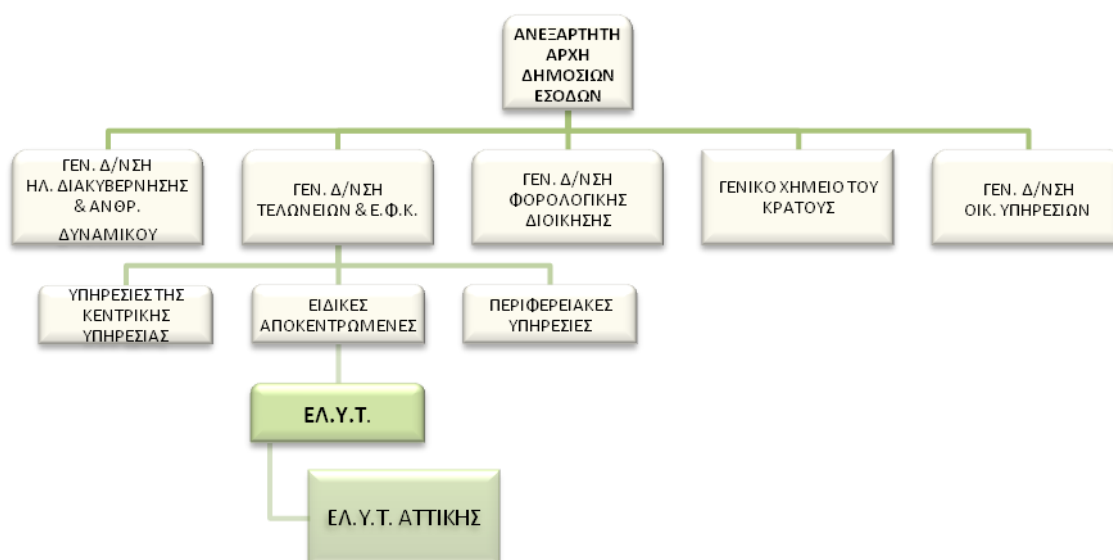 ΑΝΕΞΑΡΤΗΤΗ
ΑΡΧΗ
ΔΗΜΟΣΙΩΝ
ΕΣΟΔΩΝ
ΓΕΝ. Δ/ΝΣΗ
ΗΛ. ΔΙΑΚΥΒΕΡΝΗΣΗΣ
& ΑΝΘΡ.
ΔΥΝΑΜΙΚΟΥ
ΓΕΝ. Δ/ΝΣΗ
ΤΕΛΩΝΕΙΩΝ & Ε.Φ.Κ.
ΓΕΝ. Δ/ΝΣΗ
ΦΟΡΟΛΟΓΙΚΗΣ
ΔΙΟΙΚΗΣΗΣ
ΓΕΝΙΚΟ ΧΗΜΕΙΟ ΤΟΥ
ΚΡΑΤΟΥΣ
ΓΕΝ. Δ/ΝΣΗ
ΟΙΚ. ΥΠΗΡΕΣΙΩΝ
ΥΠΗΡΕΣΙΕΣ ΤΗΣ
ΚΕΝΤΡΙΚΗΣ
ΥΠΗΡΕΣΙΑΣ
ΕΙΔΙΚΕΣ
ΑΠΟΚΕΝΤΡΩΜΕΝΕΣ
ΠΕΡΙΦΕΡΕΙΑΚΕΣ
ΥΠΗΡΕΣΙΕΣ
ΕΛ.Υ.Τ.
ΕΛ.Υ.Τ. ΑΤΤΙΚΗΣ